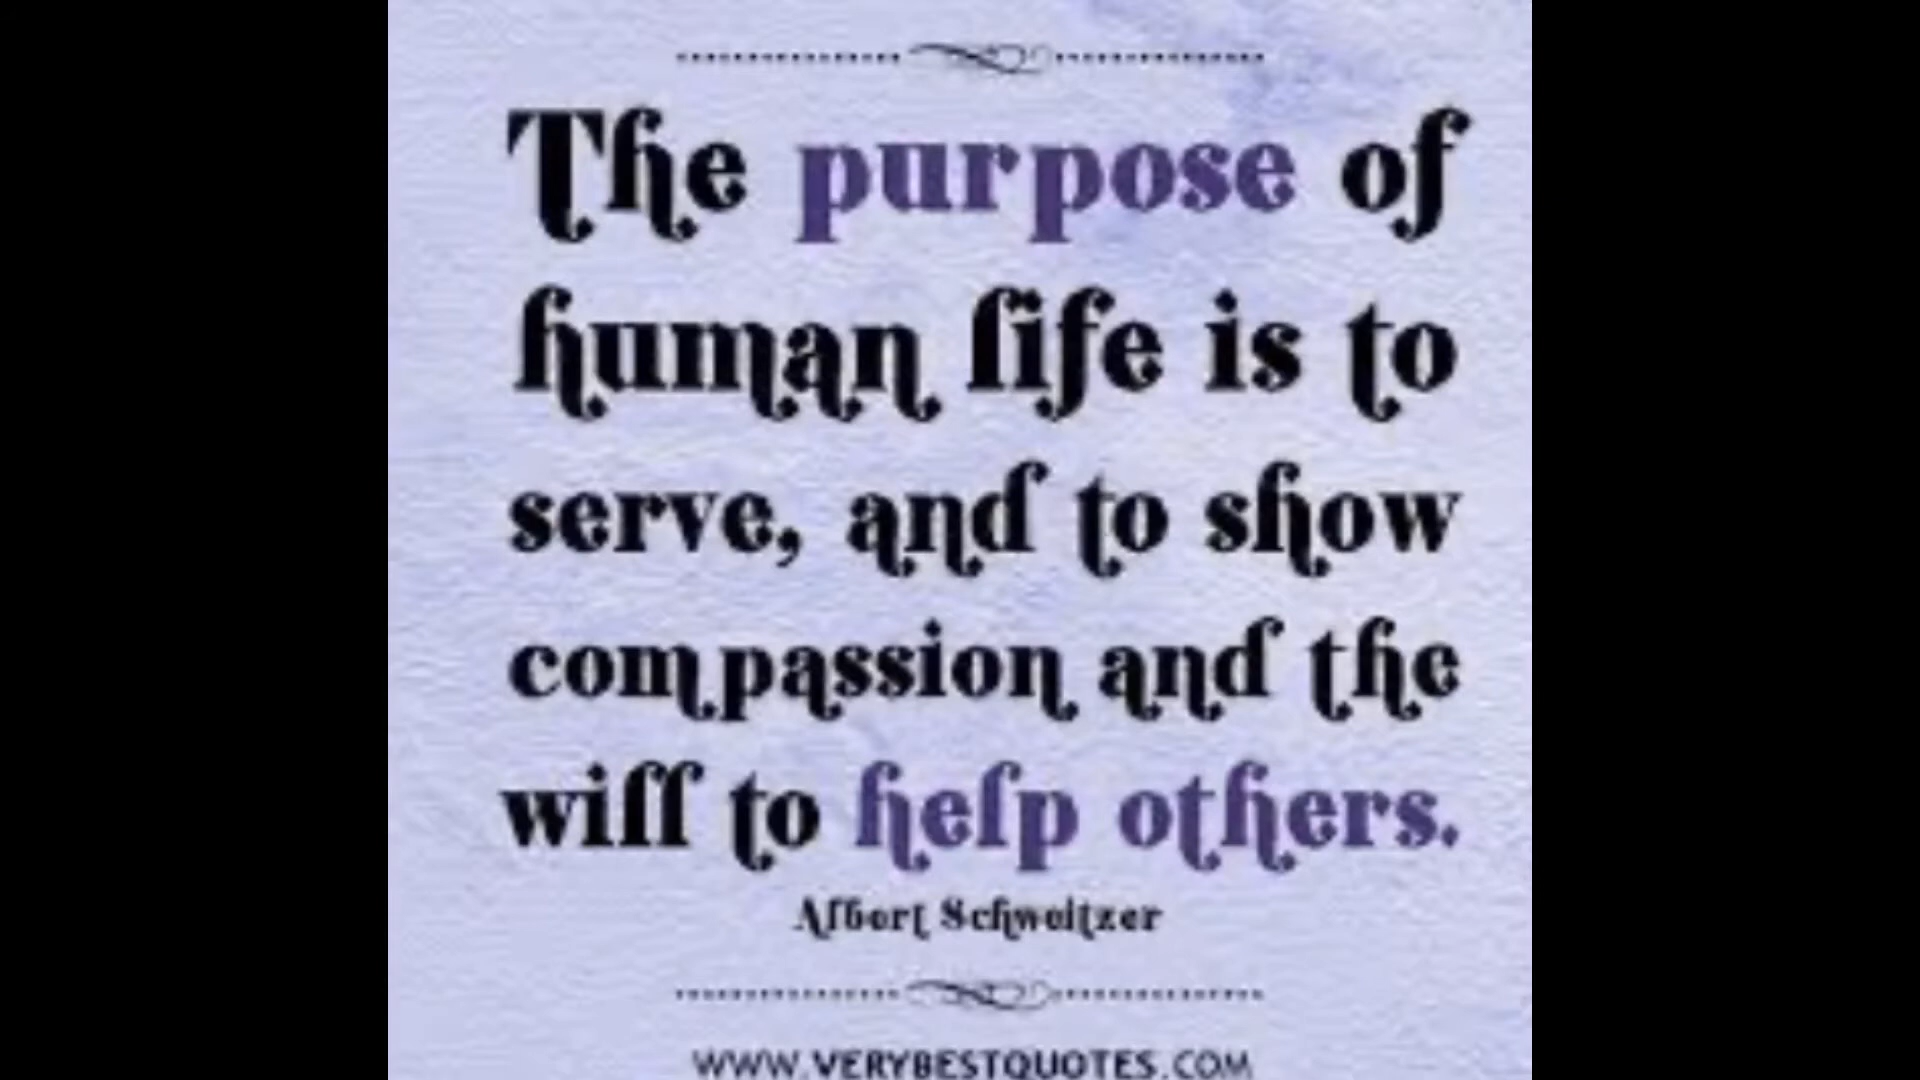 The purpose of
human life is to
serve, and to show
compassion and the
will to help others.
Albert Schweitzer
WWW.VERYBESTQUOTES.COM